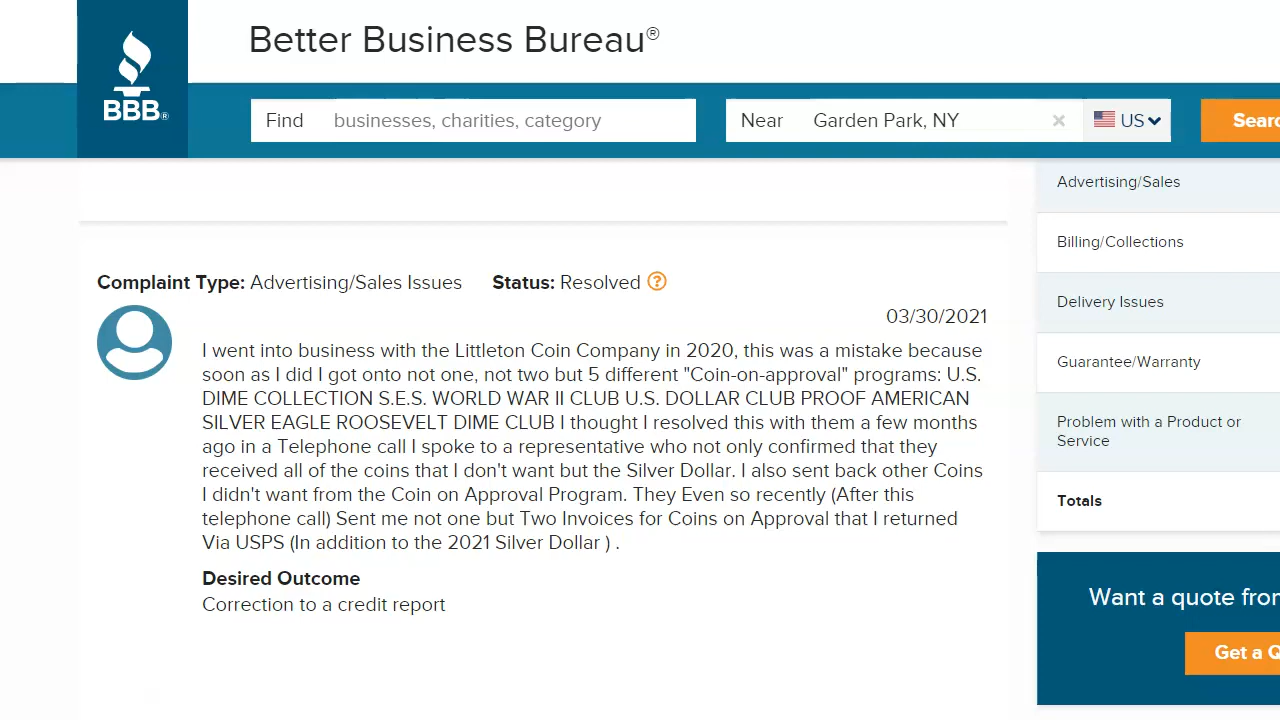 Better Business Bureau®
BBB®
Find businesses, charities, category
Near Garden Park, NY × US
Searc
Advertising/Sales
Billing/Collections
Delivery Issues
Guarantee/Warranty
Problem with a Product or
Service
Totals
Complaint Type: Advertising/Sales Issues Status: Resolved ?
03/30/2021
I went into business with the Littleton Coin Company in 2020, this was a mistake because
soon as I did I got onto not one, not two but 5 different "Coin-on-approval" programs: U.S.
DIME COLLECTION S.E.S. WORLD WAR II CLUB U.S. DOLLAR CLUB PROOF AMERICAN
SILVER EAGLE ROOSEVELT DIME CLUB I thought I resolved this with them a few months
ago in a Telephone call I spoke to a representative who not only confirmed that they
received all of the coins that I don't want but the Silver Dollar. I also sent back other Coins
I didn't want from the Coin on Approval Program. They Even so recently (After this
telephone call) Sent me not one but Two Invoices for Coins on Approval that I returned
Via USPS (In addition to the 2021 Silver Dollar ) .
Desired Outcome
Correction to a credit report
Want a quote from
Get a Q